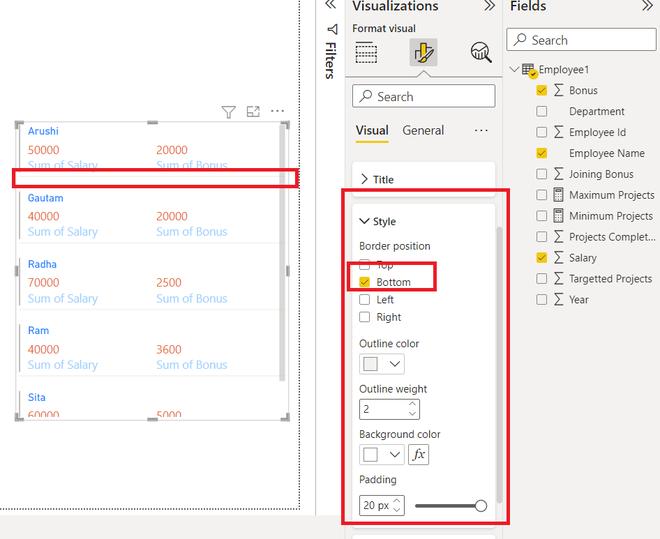 Visualizations
Format visual
Filters
Search
Visual
General
...
Title
Style
Border position
Top
Bottom
Left
Right
Outline color
Outline weight
2
Background color
fx
Padding
20 px
Fields
Search
Employee1
Bonus
Department
Employee Id
Employee Name
Joining Bonus
Maximum Projects
Minimum Projects
Projects Complet...
Salary
Targetted Projects
Year
Arushi
50000 20000
Sum of Salary Sum of Bonus
Gautam
40000 20000
Sum of Salary Sum of Bonus
Radha
70000 2500
Sum of Salary Sum of Bonus
Ram
40000 3600
Sum of Salary Sum of Bonus
Sita
60000 5000